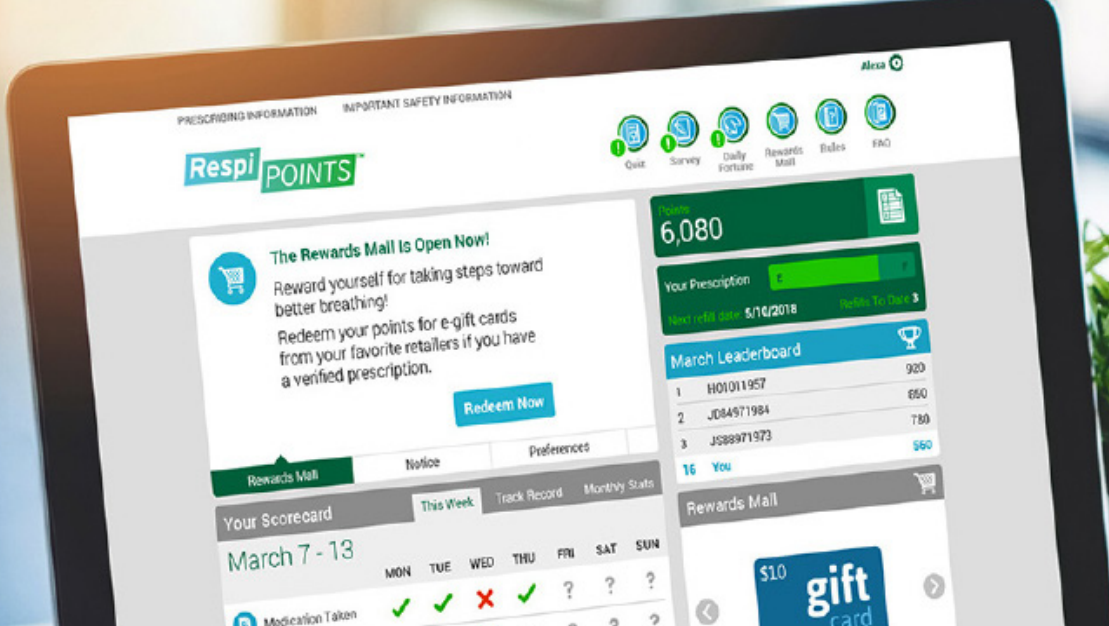 Alexa
PRESCRIBING INFORMATION IMPORTANT SAFETY INFORMATION
Respi POINTS™
! Quiz
! Survey
! Daily Fortune
Rewards Mall
Rules
FAQ
The Rewards Mall Is Open Now!
Reward yourself for taking steps toward
better breathing!
Redeem your points for e-gift cards
from your favorite retailers if you have
a verified prescription.
Redeem Now
Rewards Mall Notice Preferences
Points
6,080
Your Prescription E F
Next refill date: 5/10/2018 Refills To Date 3
March Leaderboard
1 HO1011957 920
2 JD84971984 850
3 JS88971973 780
16 You 560
Rewards Mall
$10 gift
card
Your Scorecard This Week Track Record Monthly Stats
March 7 - 13
MON TUE WED THU FRI SAT SUN
Medication Taken ? ? ?
? ? ?